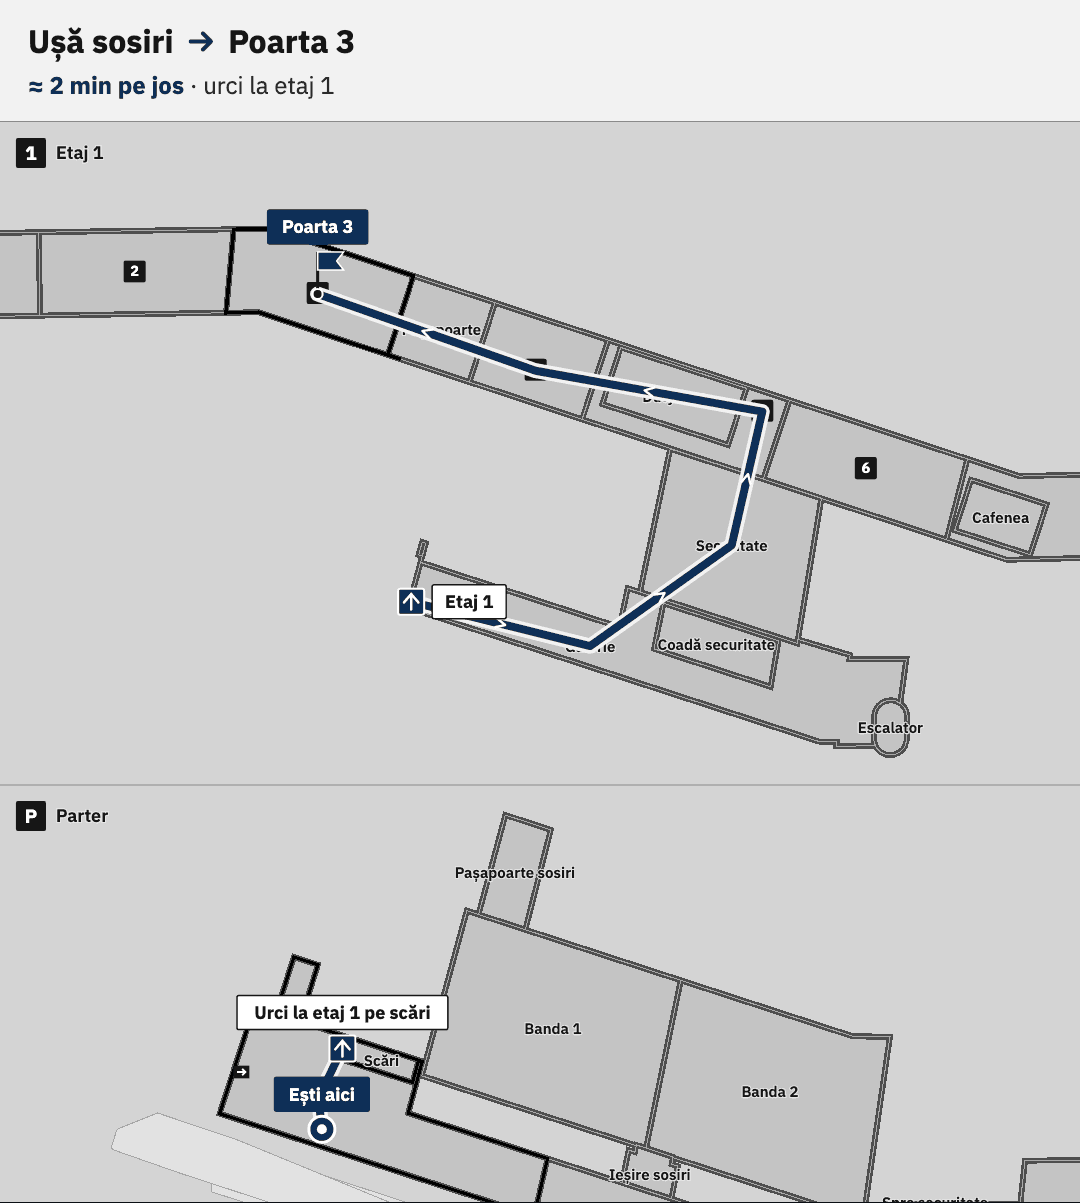 Ușă sosiri → Poarta 3
≈ 2 min pe jos · urci la etaj 1
1 Etaj 1
Poarta 3
2
6
Cafenea
Etaj 1
Coadă securitate
Escalator
P Parter
Pașapoarte sosiri
Urci la etaj 1 pe scări
Banda 1
Scări
Banda 2
Ești aici
Ieșire sosiri